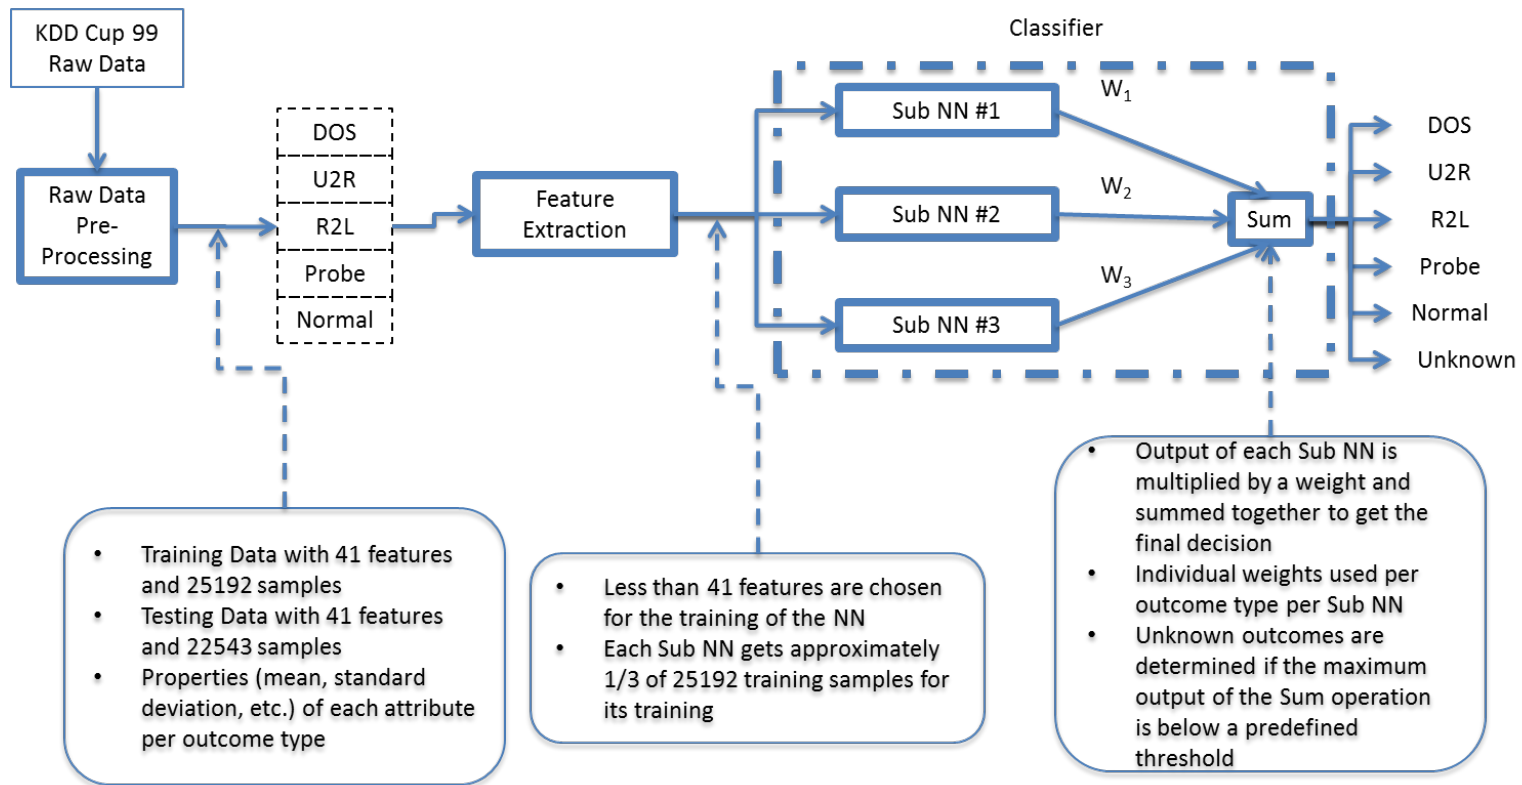 KDD Cup 99
Raw Data
Raw Data
Pre-
Processing
DOS
U2R
R2L
Probe
Normal
Feature
Extraction
Classifier
Sub NN #1
Sub NN #2
Sub NN #3
W1
W2
W3
Sum
DOS
U2R
R2L
Probe
Normal
Unknown
• Training Data with 41 features
and 25192 samples
• Testing Data with 41 features
and 22543 samples
• Properties (mean, standard
deviation, etc.) of each attribute
per outcome type
• Less than 41 features are chosen
for the training of the NN
• Each Sub NN gets approximately
1/3 of 25192 training samples for
its training
• Output of each Sub NN is
multiplied by a weight and
summed together to get the
final decision
• Individual weights used per
outcome type per Sub NN
• Unknown outcomes are
determined if the maximum
output of the Sum operation
is below a predefined
threshold